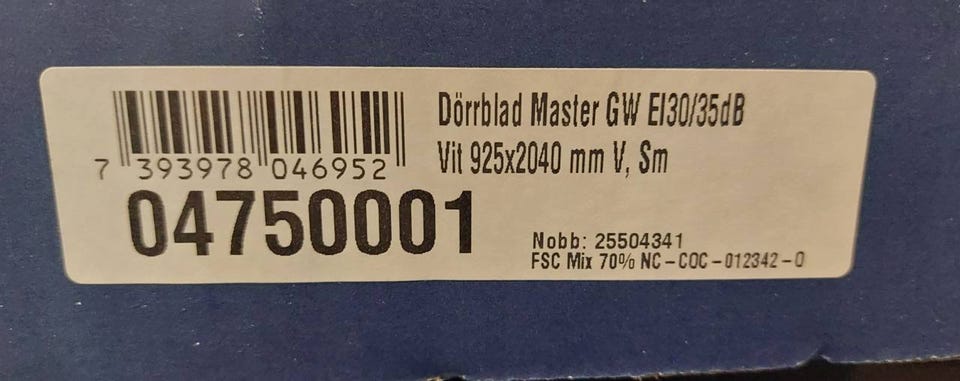 Dörrblad Master GW EI30/35dB
Vit 925x2040 mm V, Sm
7 393978 046952
04750001
Nobb: 25504341
FSC Mix 70% NC-COC-012342-0